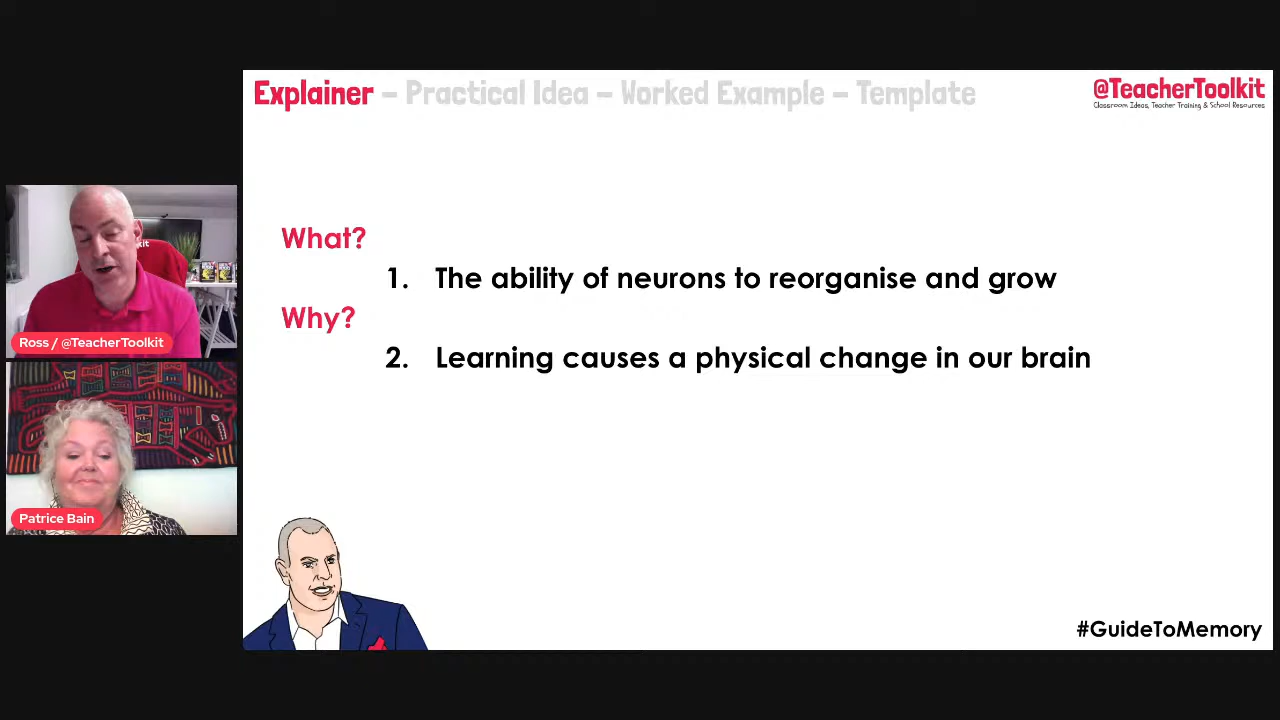 Explainer – Practical Idea – Worked Example – Template
@TeacherToolkit
Classroom Ideas, Teacher Training & School Resources
What?
1. The ability of neurons to reorganise and grow
Why?
2. Learning causes a physical change in our brain
#GuideToMemory
kit
Ross / @TeacherToolkit
Patrice Bain